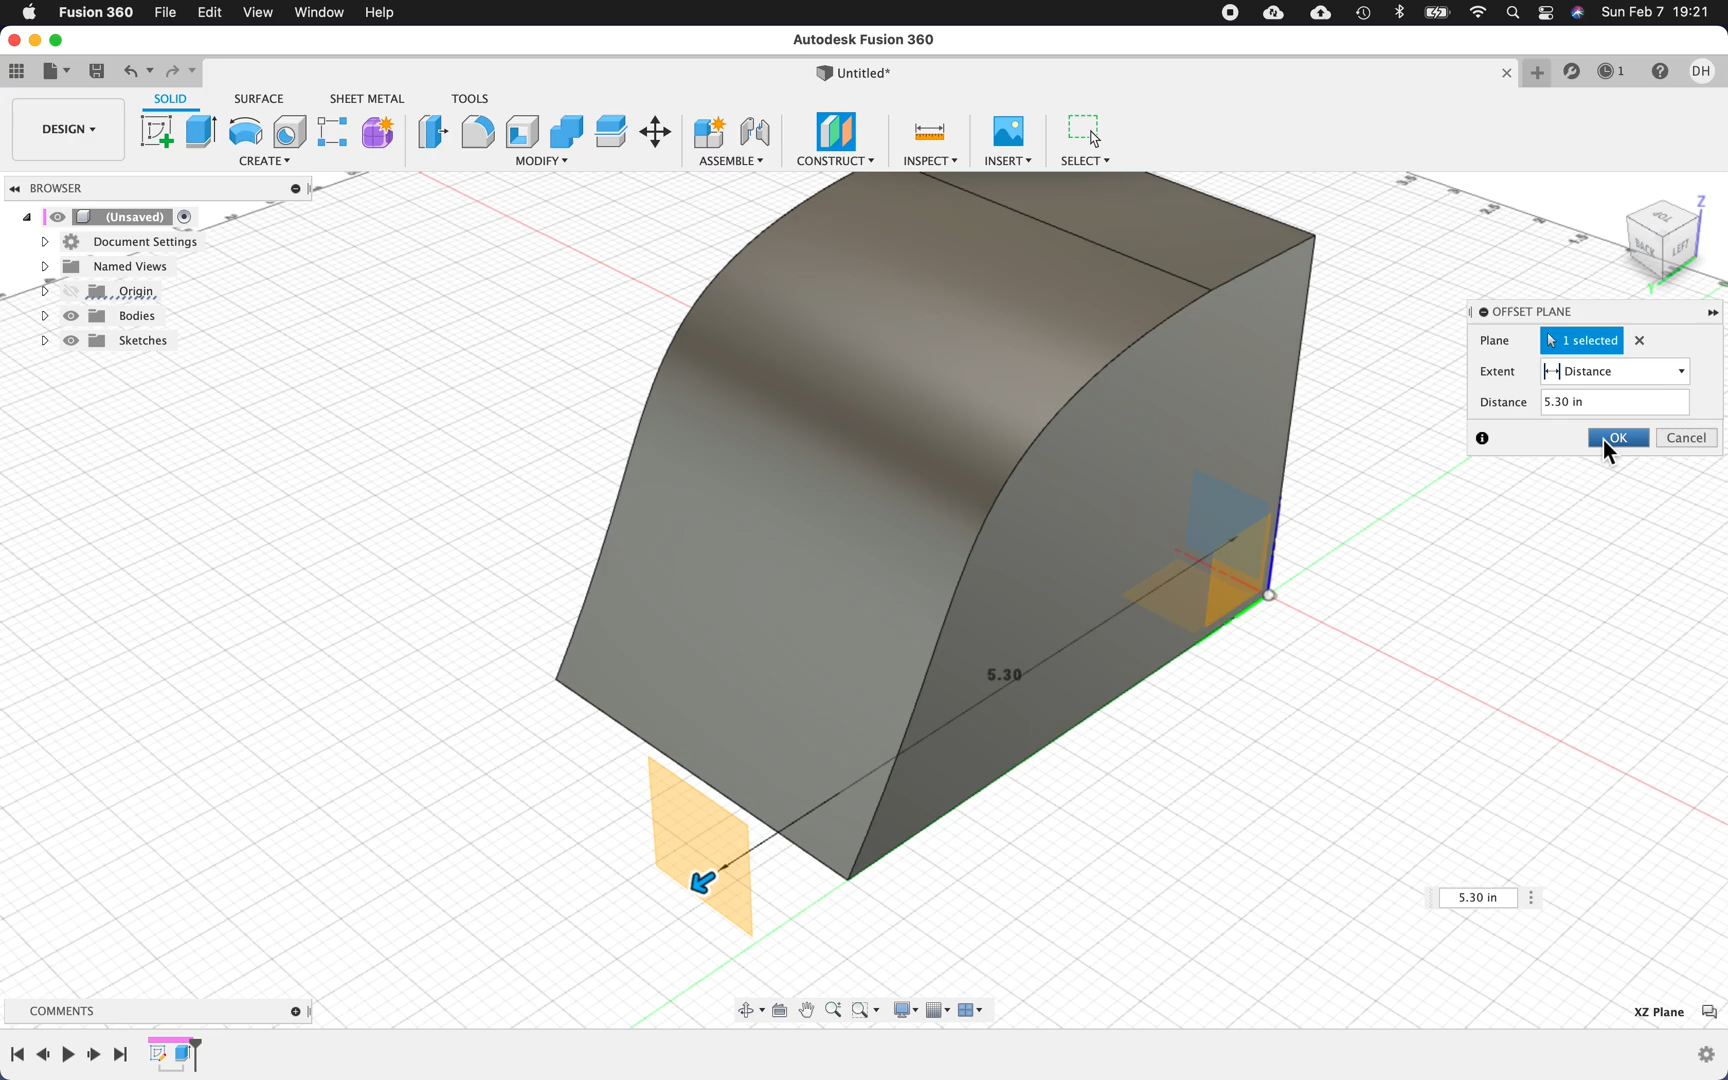 Fusion 360 File Edit View Window Help Sun Feb 7 19:21
Autodesk Fusion 360
Untitled* 1 DH
SOLID SURFACE SHEET METAL TOOLS
DESIGN
CREATE MODIFY ASSEMBLE CONSTRUCT INSPECT INSERT SELECT
BROWSER
(Unsaved)
Document Settings
Named Views
Origin
Bodies
Sketches
TOP
BACK LEFT
Z
Y
OFFSET PLANE
Plane 1 selected
Extent Distance
Distance 5.30 in
OK Cancel
5.30
5.30 in
COMMENTS
XZ Plane